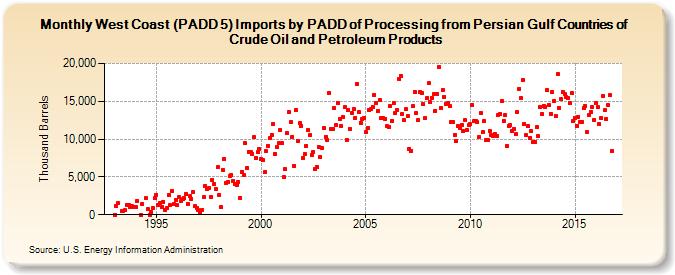 Monthly West Coast (PADD 5) Imports by PADD of Processing from Persian Gulf Countries of
Crude Oil and Petroleum Products
Thousand Barrels
20,000
15,000
10,000
5,000
0
1995
2000
2005
2010
2015
Source: U.S. Energy Information Administration